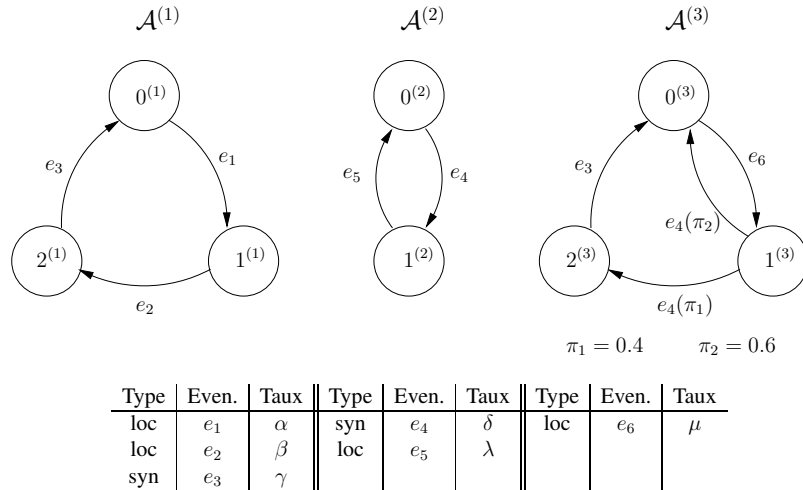 𝒜⁽¹⁾ 𝒜⁽²⁾ 𝒜⁽³⁾
0⁽¹⁾ 0⁽²⁾ 0⁽³⁾
e₃ e₁ e₅ e₄ e₃ e₆
e₄(π₂)
2⁽¹⁾ 1⁽¹⁾ 1⁽²⁾ 2⁽³⁾ 1⁽³⁾
e₂ e₄(π₁)
π₁ = 0.4 π₂ = 0.6
Type Even. Taux Type Even. Taux Type Even. Taux
loc e₁ α syn e₄ δ loc e₆ μ
loc e₂ β loc e₅ λ
syn e₃ γ